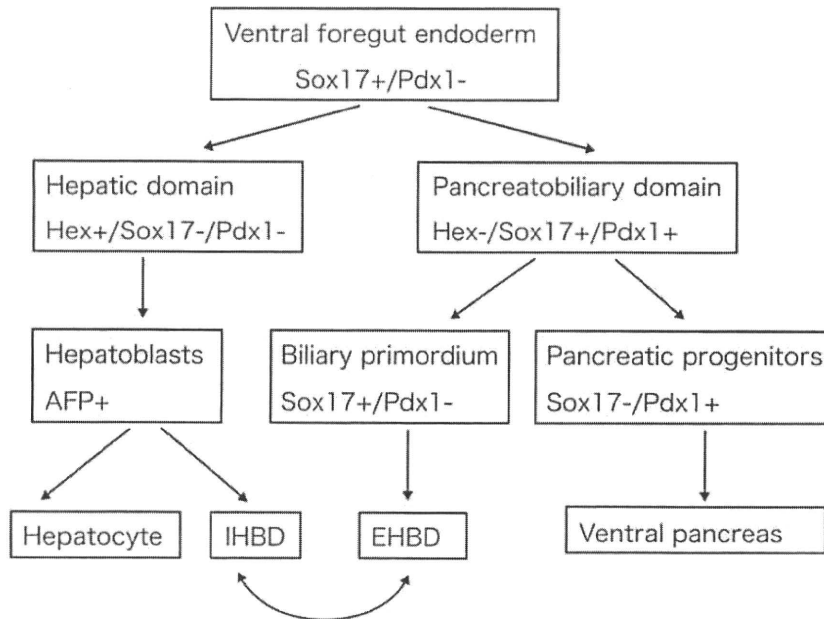 Ventral foregut endoderm
Sox17+/Pdx1-
Hepatic domain
Hex+/Sox17-/Pdx1-
Pancreatobiliary domain
Hex-/Sox17+/Pdx1+
Hepatoblasts
AFP+
Biliary primordium
Sox17+/Pdx1-
Pancreatic progenitors
Sox17-/Pdx1+
Hepatocyte
IHBD
EHBD
Ventral pancreas